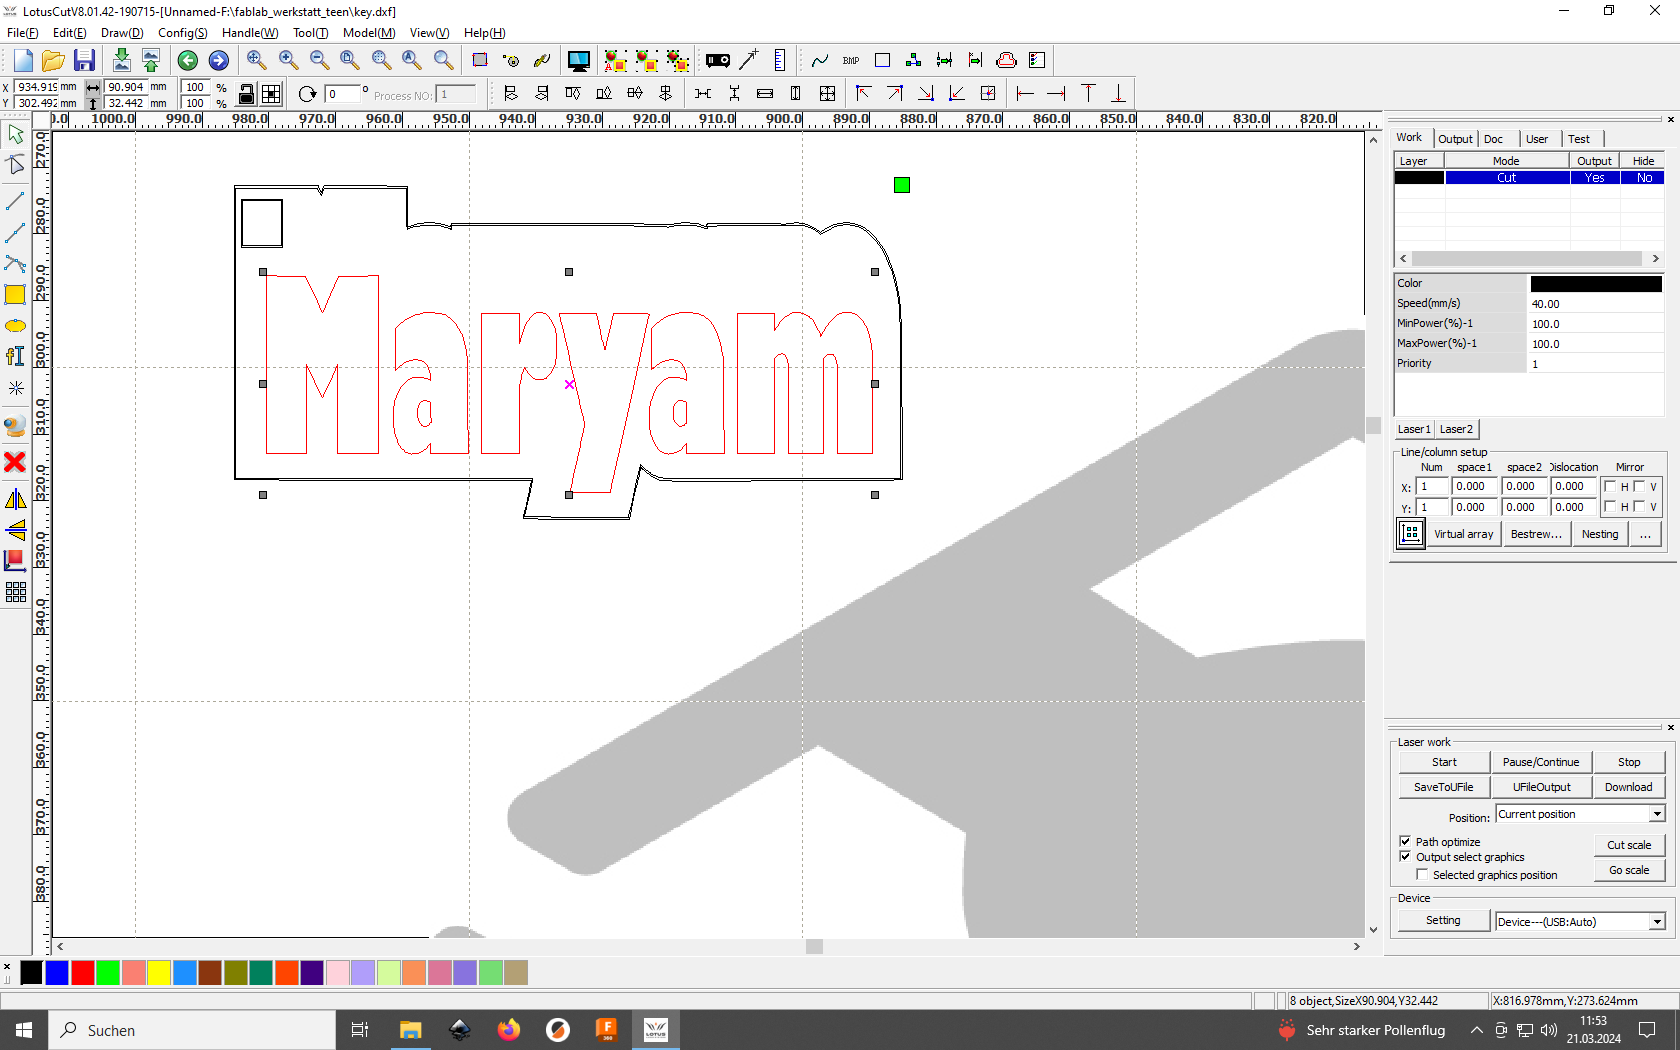 LotusCutV8.01.42-190715-[Unnamed-F:\fablab_werkstatt_teen\key.dxf]
File(F) Edit(E) Draw(D) Config(S) Handle(W) Tool(T) Model(M) View(V) Help(H)
BMP
X 934.919 mm 90.904 mm 100 %
Y 302.492 mm 32.442 mm 100 %
0 ° Process NO: 1
0.0 1000.0 990.0 980.0 970.0 960.0 950.0 940.0 930.0 920.0 910.0 900.0 890.0 880.0 870.0 860.0 850.0 840.0 830.0 820.0
270.0
280.0
290.0
300.0
310.0
320.0
330.0
340.0
350.0
360.0
370.0
380.0
Maryam
Work Output Doc User Test
Layer Mode Output Hide
Cut Yes No
Color
Speed(mm/s) 40.00
MinPower(%)-1 100.0
MaxPower(%)-1 100.0
Priority 1
Laser1 Laser2
Line/column setup
Num space1 space2 Dislocation Mirror
X: 1 0.000 0.000 0.000 H V
Y: 1 0.000 0.000 0.000 H V
Virtual array Bestrew... Nesting ...
Laser work
Start Pause/Continue Stop
SaveToUFile UFileOutput Download
Position: Current position
Path optimize Cut scale
Output select graphics
Selected graphics position Go scale
Device
Setting Device---(USB:Auto)
8 object,SizeX90.904,Y32.442 X:816.978mm,Y:273.624mm
Suchen
Sehr starker Pollenflug
11:53
21.03.2024